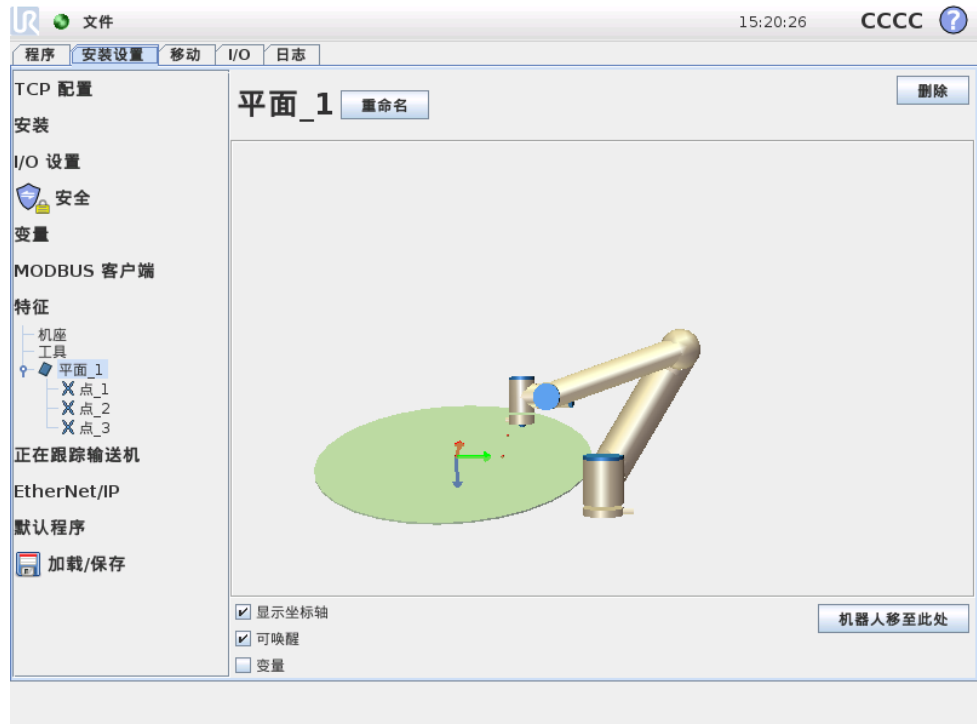 UR 文件 15:20:26 CCCC ?
程序 安装设置 移动 I/O 日志
TCP 配置
安装
I/O 设置
安全
变量
MODBUS 客户端
特征
机座
工具
平面_1
点_1
点_2
点_3
正在跟踪输送机
EtherNet/IP
默认程序
加载/保存
平面_1 重命名 删除
显示坐标轴
可唤醒
变量
机器人移至此处